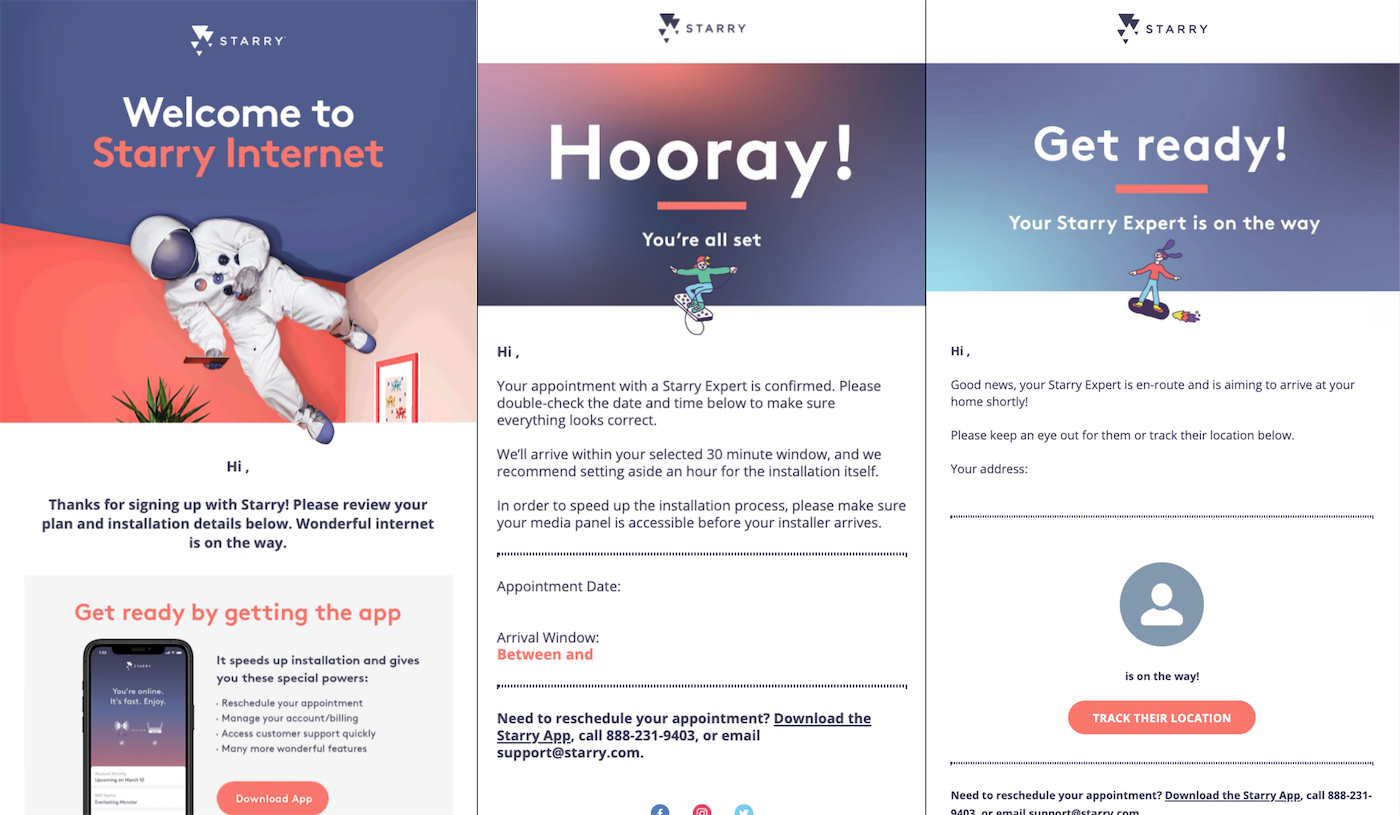 STARRY
Welcome to
Starry Internet
Hi ,
Thanks for signing up with Starry! Please review your
plan and installation details below. Wonderful internet
is on the way.
Get ready by getting the app
STARRY
You're online.
It's fast. Enjoy.
Account Activity
Upcoming on March 10
Everlasting Monster
It speeds up installation and gives
you these special powers:
· Reschedule your appointment
· Manage your account/billing
· Access customer support quickly
· Many more wonderful features
Download App
STARRY
Hooray!
You're all set
Hi ,
Your appointment with a Starry Expert is confirmed. Please
double-check the date and time below to make sure
everything looks correct.
We'll arrive within your selected 30 minute window, and we
recommend setting aside an hour for the installation itself.
In order to speed up the installation process, please make sure
your media panel is accessible before your installer arrives.
Appointment Date:
Arrival Window:
Between and
Need to reschedule your appointment? Download the
Starry App, call 888-231-9403, or email
support@starry.com.
STARRY
Get ready!
Your Starry Expert is on the way
Hi ,
Good news, your Starry Expert is en-route and is aiming to arrive at your
home shortly!
Please keep an eye out for them or track their location below.
Your address:
is on the way!
TRACK THEIR LOCATION
Need to reschedule your appointment? Download the Starry App, call 888-231-
9403, or email support@starry.com